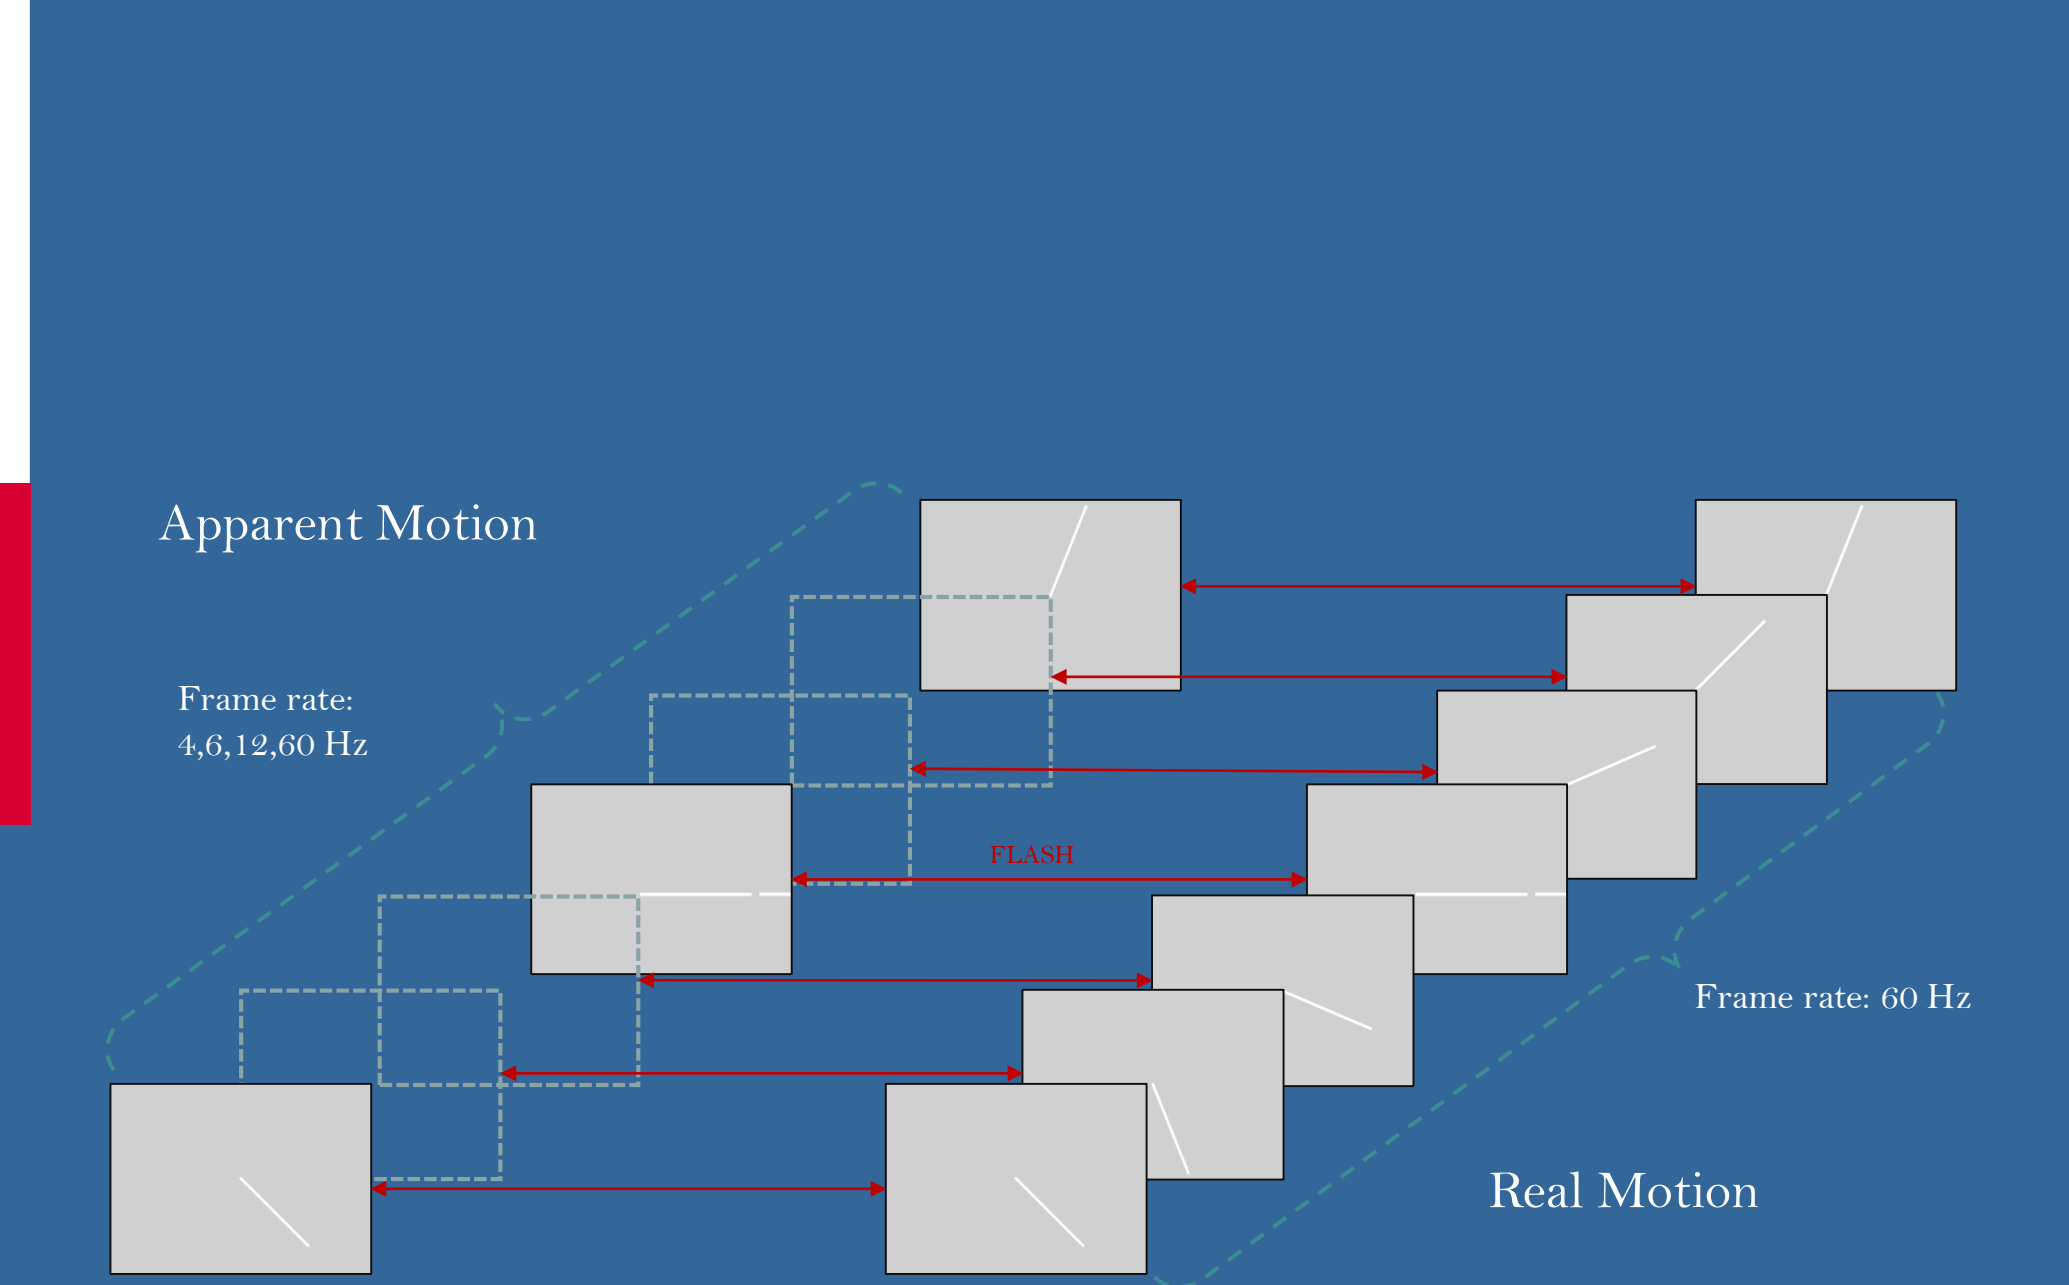 Apparent Motion
Frame rate:
4,6,12,60 Hz
FLASH
Frame rate: 60 Hz
Real Motion